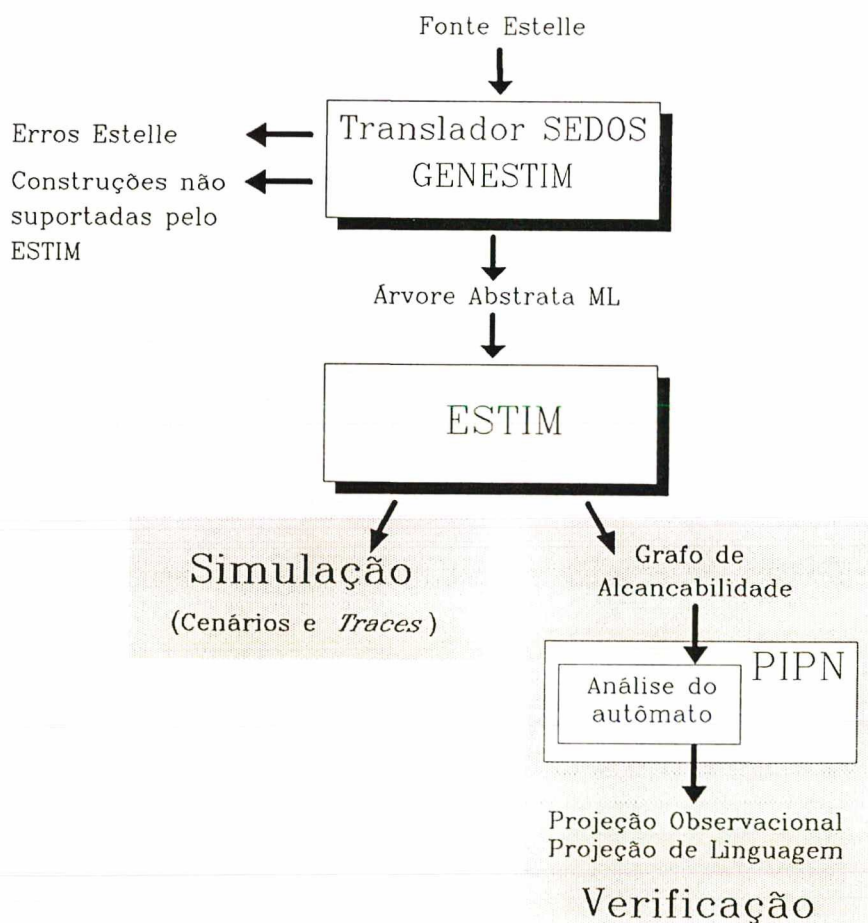 Fonte Estelle
Translador SEDOS
GENESTIM
Erros Estelle
Construções não
suportadas pelo
ESTIM
Árvore Abstrata ML
ESTIM
Simulação
(Cenários e Traces)
Grafo de
Alcancabilidade
PIPN
Análise do
autômato
Projeção Observacional
Projeção de Linguagem
Verificação